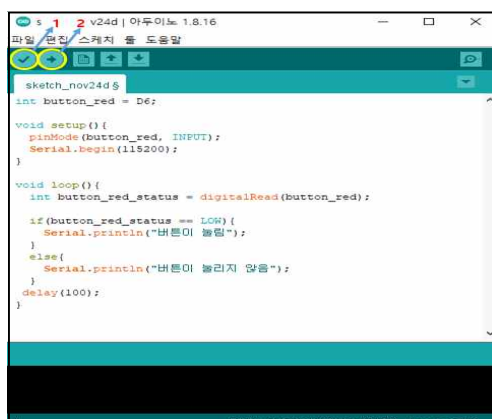 s 1 2 v24d | 아두이노 1.8.16
파일 편집 스케치 툴 도움말
sketch_nov24d §
int button_red = D6;
void setup(){
pinMode(button_red, INPUT);
Serial.begin(115200);
}
void loop(){
int button_red_status = digitalRead(button_red);
if(button_red_status == LOW){
Serial.println("버튼이 눌림");
}
else{
Serial.println("버튼이 눌리지 않음");
}
delay(100);
}